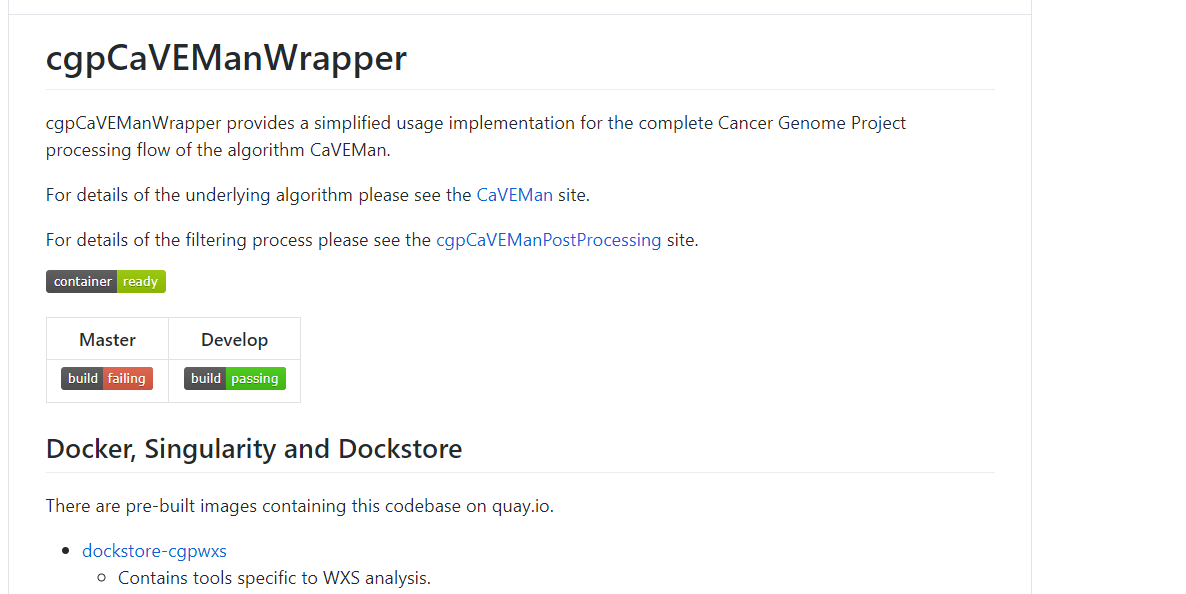 cgpCaVEManWrapper
cgpCaVEManWrapper provides a simplified usage implementation for the complete Cancer Genome Project
processing flow of the algorithm CaVEMan.
For details of the underlying algorithm please see the CaVEMan site.
For details of the filtering process please see the cgpCaVEManPostProcessing site.
container ready
Master Develop
build failing build passing
Docker, Singularity and Dockstore
There are pre-built images containing this codebase on quay.io.
dockstore-cgpwxs
Contains tools specific to WXS analysis.